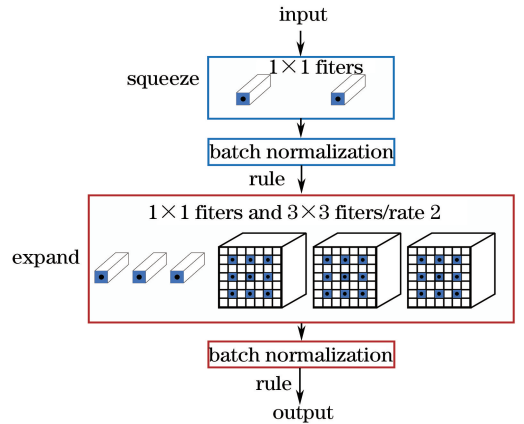 input
squeeze
1×1 fiters
batch normalization
rule
1×1 fiters and 3×3 fiters/rate 2
expand
batch normalization
rule
output